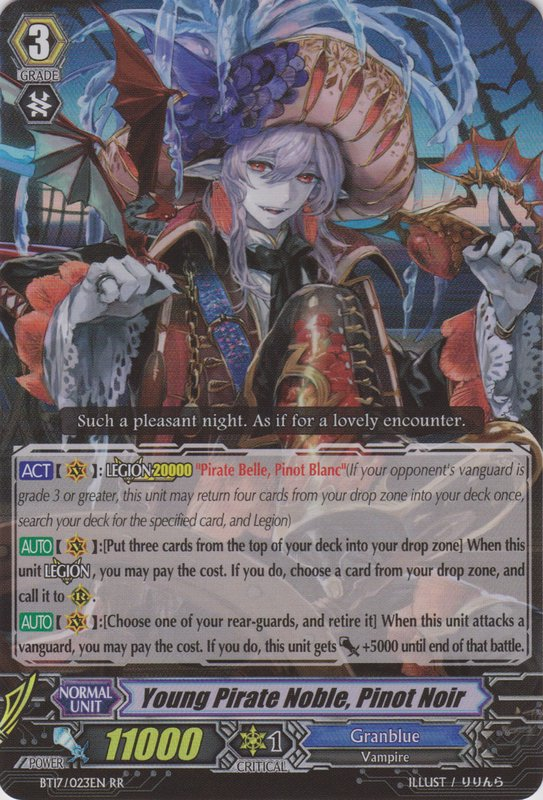 3
GRADE
Such a pleasant night. As if for a lovely encounter.
ACT【V】:LEGION 20000 "Pirate Belle, Pinot Blanc"(If your opponent's vanguard is
grade 3 or greater, this unit may return four cards from your drop zone into your deck once,
search your deck for the specified card, and Legion)
AUTO【V】:[Put three cards from the top of your deck into your drop zone] When this
unit LEGION, you may pay the cost. If you do, choose a card from your drop zone, and
call it to R.
AUTO【V】:[Choose one of your rear-guards, and retire it] When this unit attacks a
vanguard, you may pay the cost. If you do, this unit gets +5000 until end of that battle.
NORMAL
UNIT
Young Pirate Noble, Pinot Noir
POWER
11000
1
CRITICAL
Granblue
Vampire
BT17/023EN RR
ILLUST / りりんら